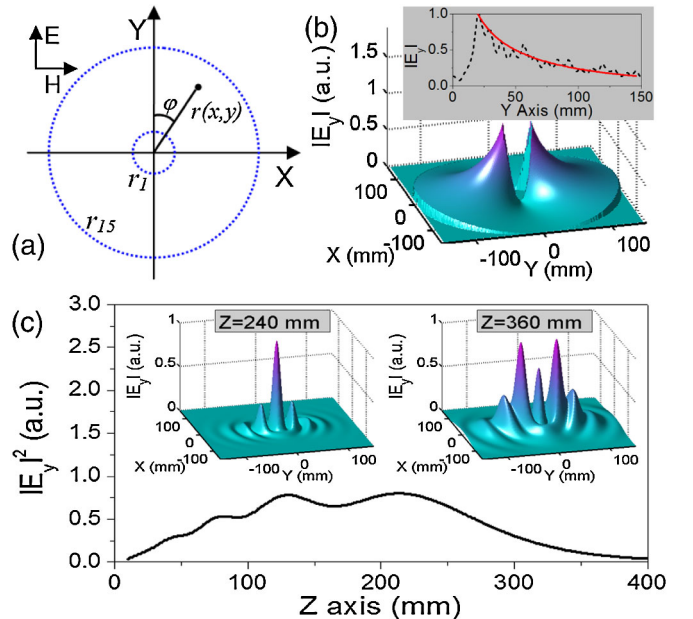 (a)
E
H
Y
X
φ
r(x,y)
r1
r15
(b)
|Ey| (a.u.)
1.5
1
0.5
0
100
0
-100
X (mm)
-100
0
100
Y (mm)
|Ey|
1.0
0.5
0.0
0 50 100 150
Y Axis (mm)
(c)
|Ey|² (a.u.)
3.0
2.5
2.0
1.5
1.0
0.5
0.0
0 100 200 300 400
Z axis (mm)
Z=240 mm
|Ey| (a.u.)
1
0.5
0
100
0
-100
X (mm)
-100
0
100
Y (mm)
Z=360 mm
|Ey| (a.u.)
1
0.5
0
100
0
-100
X (mm)
-100
0
100
Y (mm)